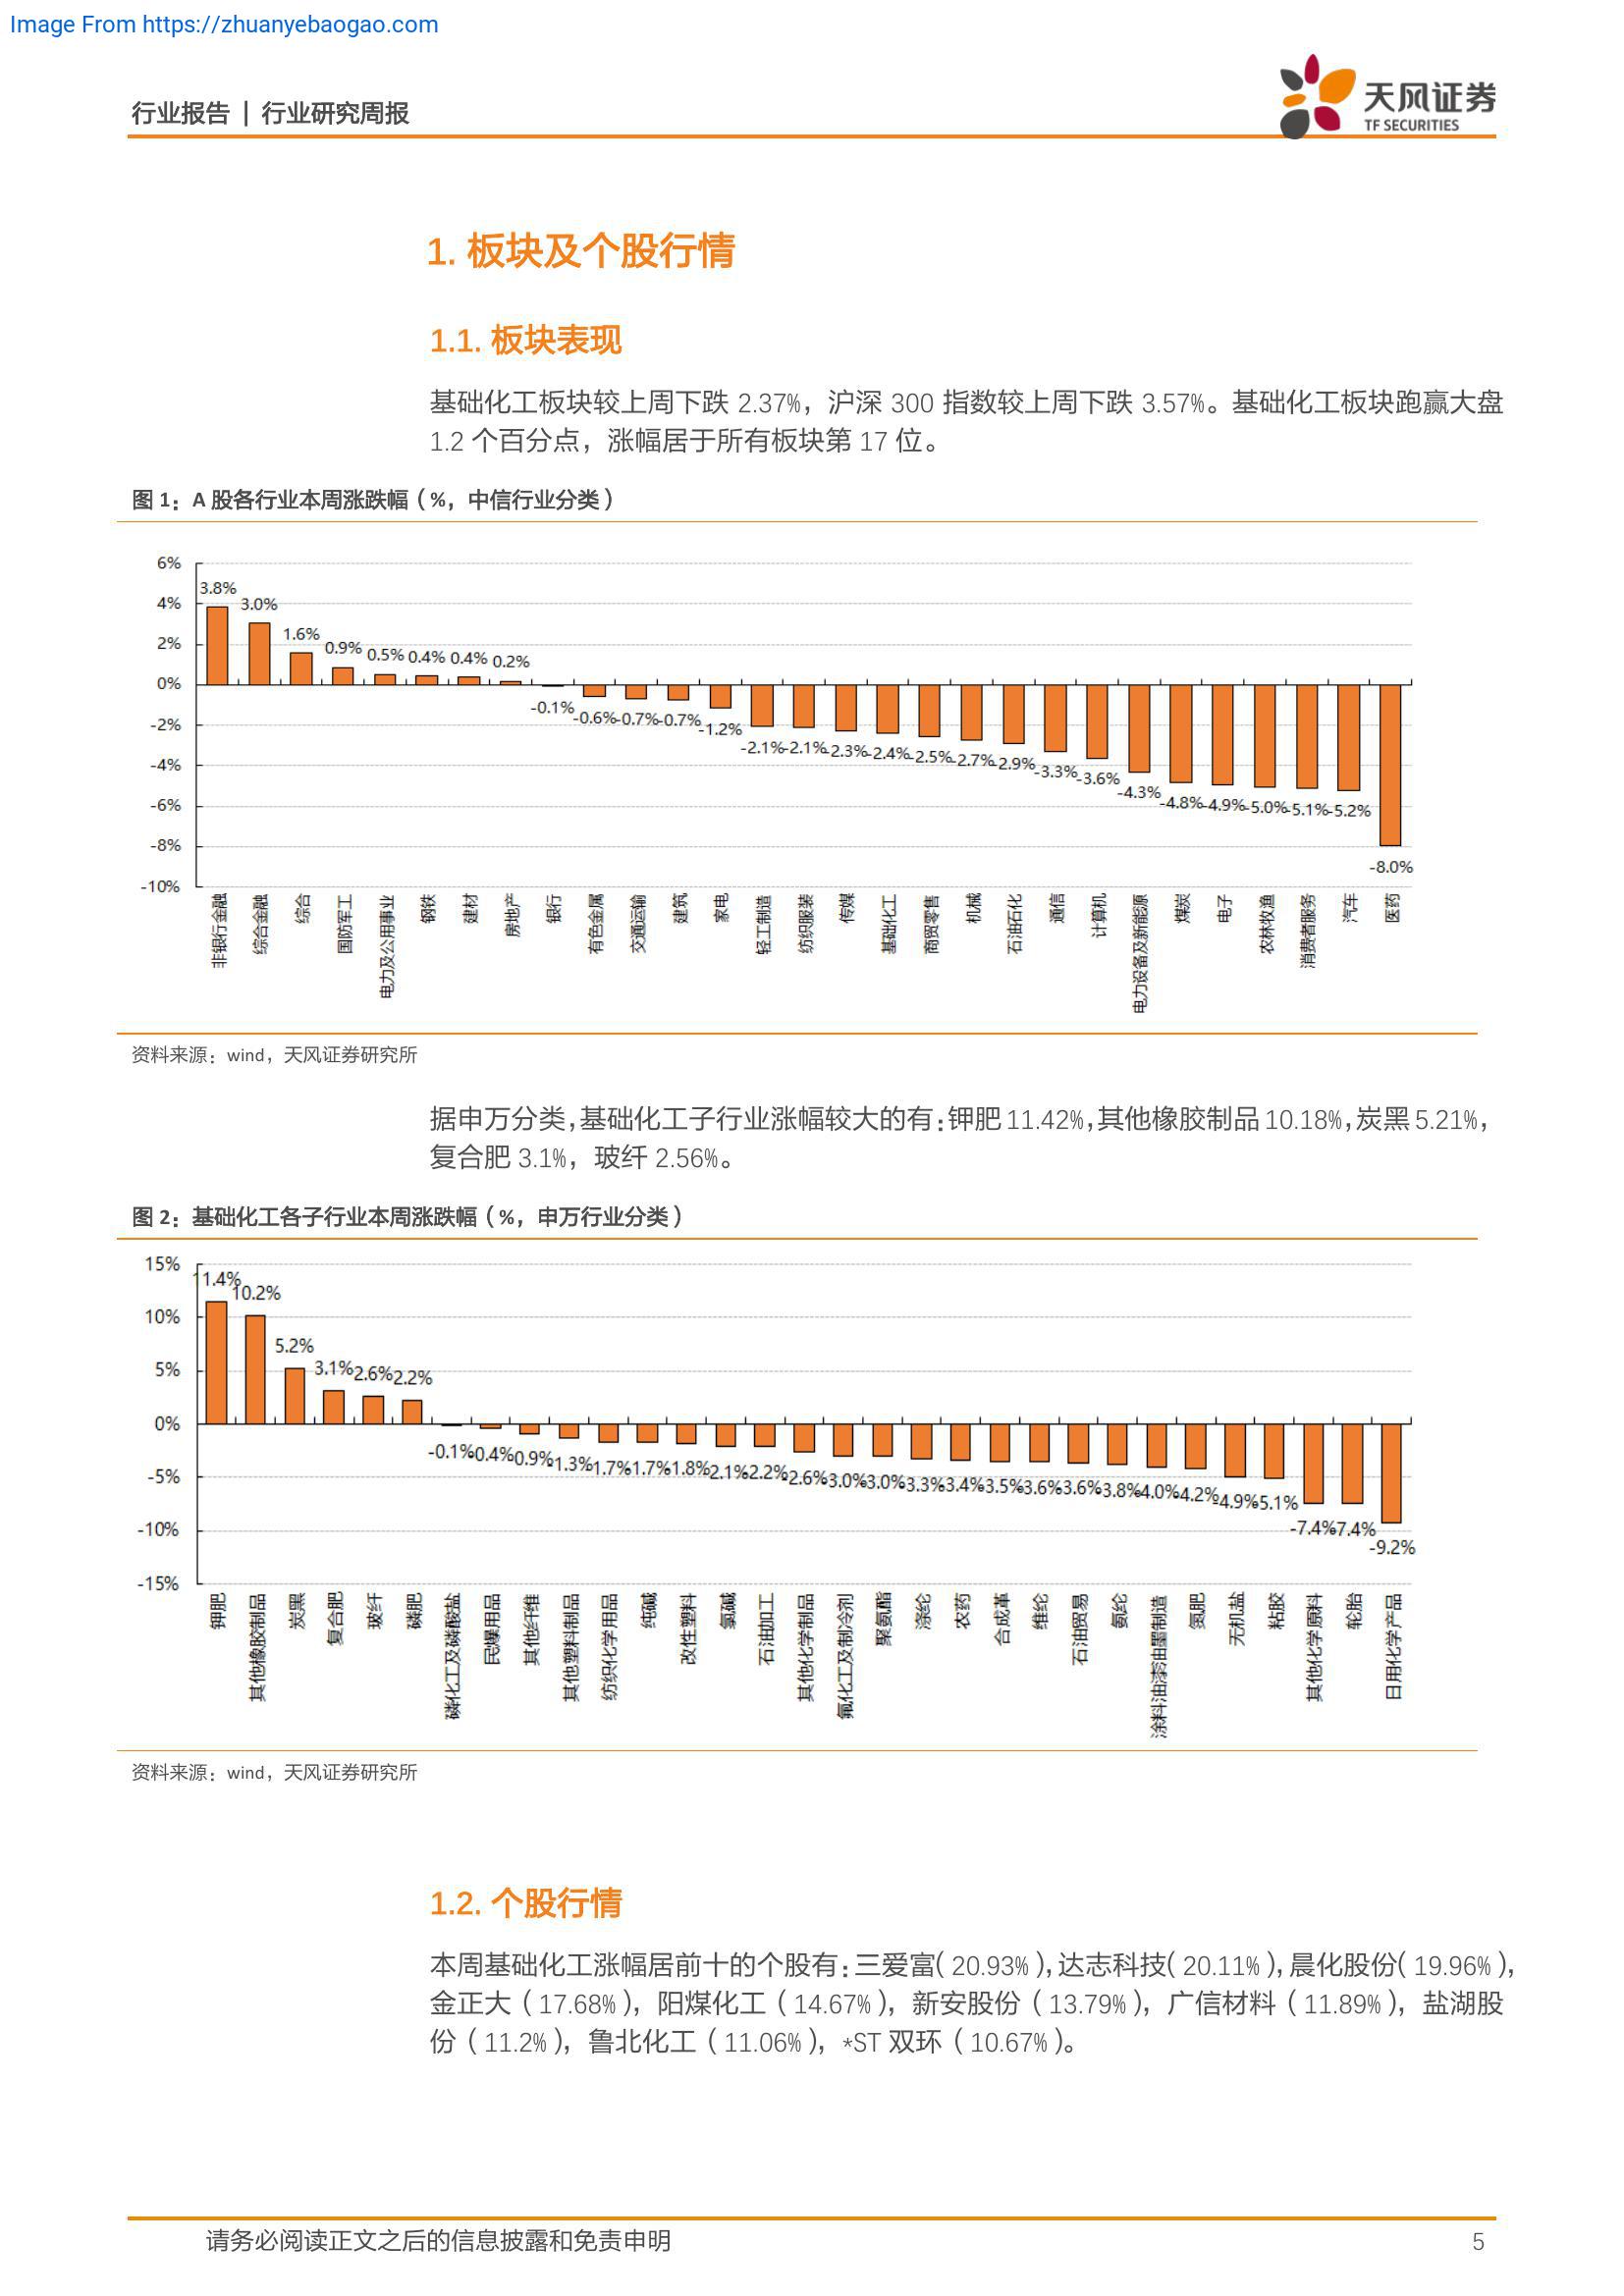 Image From https://zhuanyebaogao.com
行业报告 | 行业研究周报
天风证券
TF SECURITIES
1. 板块及个股行情
1.1. 板块表现
基础化工板块较上周下跌 2.37%，沪深 300 指数较上周下跌 3.57%。基础化工板块跑赢大盘
1.2 个百分点，涨幅居于所有板块第 17 位。
图 1：A 股各行业本周涨跌幅（%，中信行业分类）
6%
4%
2%
0%
-2%
-4%
-6%
-8%
-10%
3.8% 3.0% 1.6% 0.9% 0.5% 0.4% 0.4% 0.2% -0.1% -0.6% -0.7% -0.7% -1.2% -2.1% -2.1% -2.3% -2.4% -2.5% -2.7% -2.9% -3.3% -3.6% -4.3% -4.8% -4.9% -5.0% -5.1% -5.2% -8.0%
非银行金融 综合金融 综合 国防军工 电力及公用事业 钢铁 建材 房地产 银行 有色金属 交通运输 建筑 家电 轻工制造 纺织服装 传媒 基础化工 商贸零售 机械 石油石化 通信 计算机 电力设备及新能源 煤炭 电子 农林牧渔 消费者服务 汽车 医药
资料来源：wind，天风证券研究所
据申万分类，基础化工子行业涨幅较大的有：钾肥 11.42%，其他橡胶制品 10.18%，炭黑 5.21%，
复合肥 3.1%，玻纤 2.56%。
图 2：基础化工各子行业本周涨跌幅（%，申万行业分类）
15%
10%
5%
0%
-5%
-10%
-15%
11.4% 10.2% 5.2% 3.1% 2.6% 2.2% -0.1% -0.4% -0.9% -1.3% -1.7% -1.7% -1.8% -2.1% -2.2% -2.6% -3.0% -3.0% -3.3% -3.4% -3.5% -3.6% -3.6% -3.8% -4.0% -4.2% -4.9% -5.1% -7.4% -7.4% -9.2%
钾肥 其他橡胶制品 炭黑 复合肥 玻纤 磷肥 磷化工及磷酸盐 民爆用品 其他纤维 其他塑料制品 纺织化学用品 纯碱 改性塑料 氯碱 石油加工 其他化学制品 氟化工及制冷剂 聚氨酯 涤纶 农药 合成革 维纶 石油贸易 氨纶 涂料油漆油墨制造 氮肥 无机盐 粘胶 其他化学原料 轮胎 日用化学产品
资料来源：wind，天风证券研究所
1.2. 个股行情
本周基础化工涨幅居前十的个股有：三爱富（20.93%），达志科技（20.11%），晨化股份（19.96%），
金正大（17.68%），阳煤化工（14.67%），新安股份（13.79%），广信材料（11.89%），盐湖股
份（11.2%），鲁北化工（11.06%），*ST 双环（10.67%）。
请务必阅读正文之后的信息披露和免责申明
5